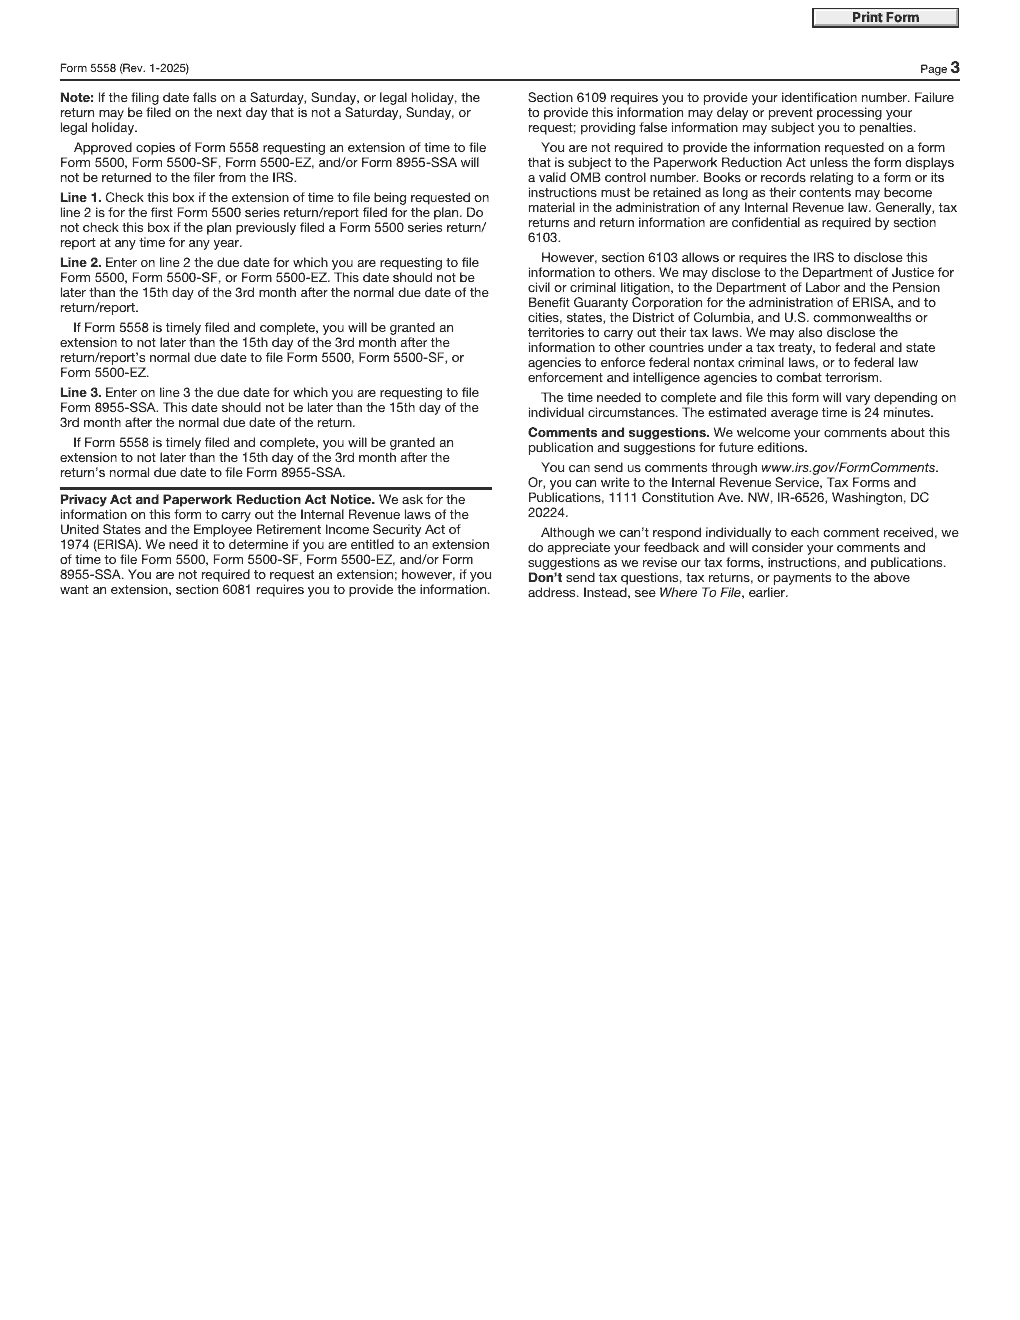 Print Form
Form 5558 (Rev. 1-2025)
Page 3
Note: If the filing date falls on a Saturday, Sunday, or legal holiday, the
return may be filed on the next day that is not a Saturday, Sunday, or
legal holiday.
Approved copies of Form 5558 requesting an extension of time to file
Form 5500, Form 5500-SF, Form 5500-EZ, and/or Form 8955-SSA will
not be returned to the filer from the IRS.
Line 1. Check this box if the extension of time to file being requested on
line 2 is for the first Form 5500 series return/report filed for the plan. Do
not check this box if the plan previously filed a Form 5500 series return/
report at any time for any year.
Line 2. Enter on line 2 the due date for which you are requesting to file
Form 5500, Form 5500-SF, or Form 5500-EZ. This date should not be
later than the 15th day of the 3rd month after the normal due date of the
return/report.
If Form 5558 is timely filed and complete, you will be granted an
extension to not later than the 15th day of the 3rd month after the
return/report's normal due date to file Form 5500, Form 5500-SF, or
Form 5500-EZ.
Line 3. Enter on line 3 the due date for which you are requesting to file
Form 8955-SSA. This date should not be later than the 15th day of the
3rd month after the normal due date of the return.
If Form 5558 is timely filed and complete, you will be granted an
extension to not later than the 15th day of the 3rd month after the
return's normal due date to file Form 8955-SSA.
Privacy Act and Paperwork Reduction Act Notice. We ask for the
information on this form to carry out the Internal Revenue laws of the
United States and the Employee Retirement Income Security Act of
1974 (ERISA). We need it to determine if you are entitled to an extension
of time to file Form 5500, Form 5500-SF, Form 5500-EZ, and/or Form
8955-SSA. You are not required to request an extension; however, if you
want an extension, section 6081 requires you to provide the information.
Section 6109 requires you to provide your identification number. Failure
to provide this information may delay or prevent processing your
request; providing false information may subject you to penalties.
You are not required to provide the information requested on a form
that is subject to the Paperwork Reduction Act unless the form displays
a valid OMB control number. Books or records relating to a form or its
instructions must be retained as long as their contents may become
material in the administration of any Internal Revenue law. Generally, tax
returns and return information are confidential as required by section
6103.
However, section 6103 allows or requires the IRS to disclose this
information to others. We may disclose to the Department of Justice for
civil or criminal litigation, to the Department of Labor and the Pension
Benefit Guaranty Corporation for the administration of ERISA, and to
cities, states, the District of Columbia, and U.S. commonwealths or
territories to carry out their tax laws. We may also disclose the
information to other countries under a tax treaty, to federal and state
agencies to enforce federal nontax criminal laws, or to federal law
enforcement and intelligence agencies to combat terrorism.
The time needed to complete and file this form will vary depending on
individual circumstances. The estimated average time is 24 minutes.
Comments and suggestions. We welcome your comments about this
publication and suggestions for future editions.
You can send us comments through www.irs.gov/FormComments.
Or, you can write to the Internal Revenue Service, Tax Forms and
Publications, 1111 Constitution Ave. NW, IR-6526, Washington, DC
20224.
Although we can't respond individually to each comment received, we
do appreciate your feedback and will consider your comments and
suggestions as we revise our tax forms, instructions, and publications.
Don't send tax questions, tax returns, or payments to the above
address. Instead, see Where To File, earlier.